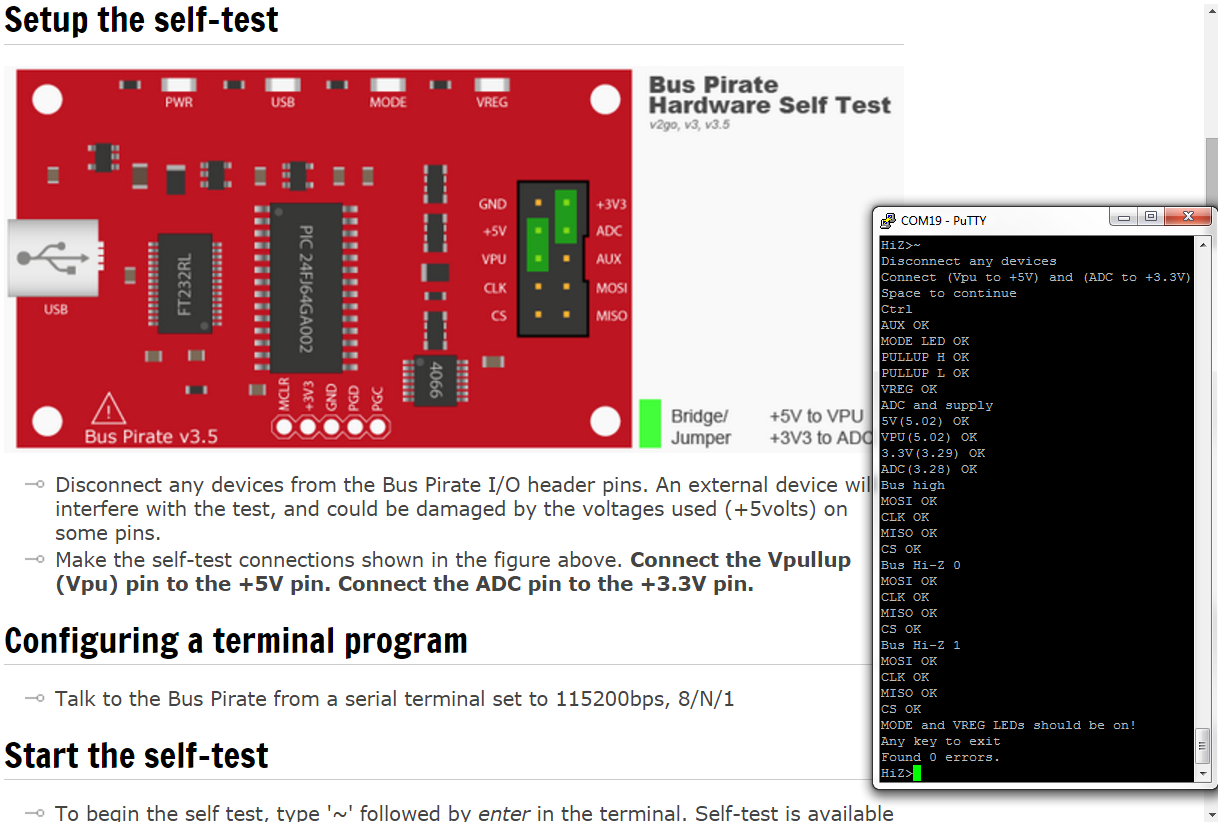 Setup the self-test
PWR USB MODE VREG
Bus Pirate
Hardware Self Test
v2go, v3, v3.5
GND +3V3
+5V ADC
VPU AUX
CLK MOSI
CS MISO
USB
FT232RL
PIC 24FJ64GA002
4066
MCLR +3V3 GND PGD PGC
Bus Pirate v3.5
Bridge/ +5V to VPU
Jumper +3V3 to ADC
Disconnect any devices from the Bus Pirate I/O header pins. An external device will
interfere with the test, and could be damaged by the voltages used (+5volts) on
some pins.
Make the self-test connections shown in the figure above. Connect the Vpullup
(Vpu) pin to the +5V pin. Connect the ADC pin to the +3.3V pin.
Configuring a terminal program
Talk to the Bus Pirate from a serial terminal set to 115200bps, 8/N/1
Start the self-test
To begin the self test, type '~' followed by enter in the terminal. Self-test is available
COM19 - PuTTY
HiZ>~
Disconnect any devices
Connect (Vpu to +5V) and (ADC to +3.3V)
Space to continue
Ctrl
AUX OK
MODE LED OK
PULLUP H OK
PULLUP L OK
VREG OK
ADC and supply
5V(5.02) OK
VPU(5.02) OK
3.3V(3.29) OK
ADC(3.28) OK
Bus high
MOSI OK
CLK OK
MISO OK
CS OK
Bus Hi-Z 0
MOSI OK
CLK OK
MISO OK
CS OK
Bus Hi-Z 1
MOSI OK
CLK OK
MISO OK
CS OK
MODE and VREG LEDs should be on!
Any key to exit
Found 0 errors.
HiZ>